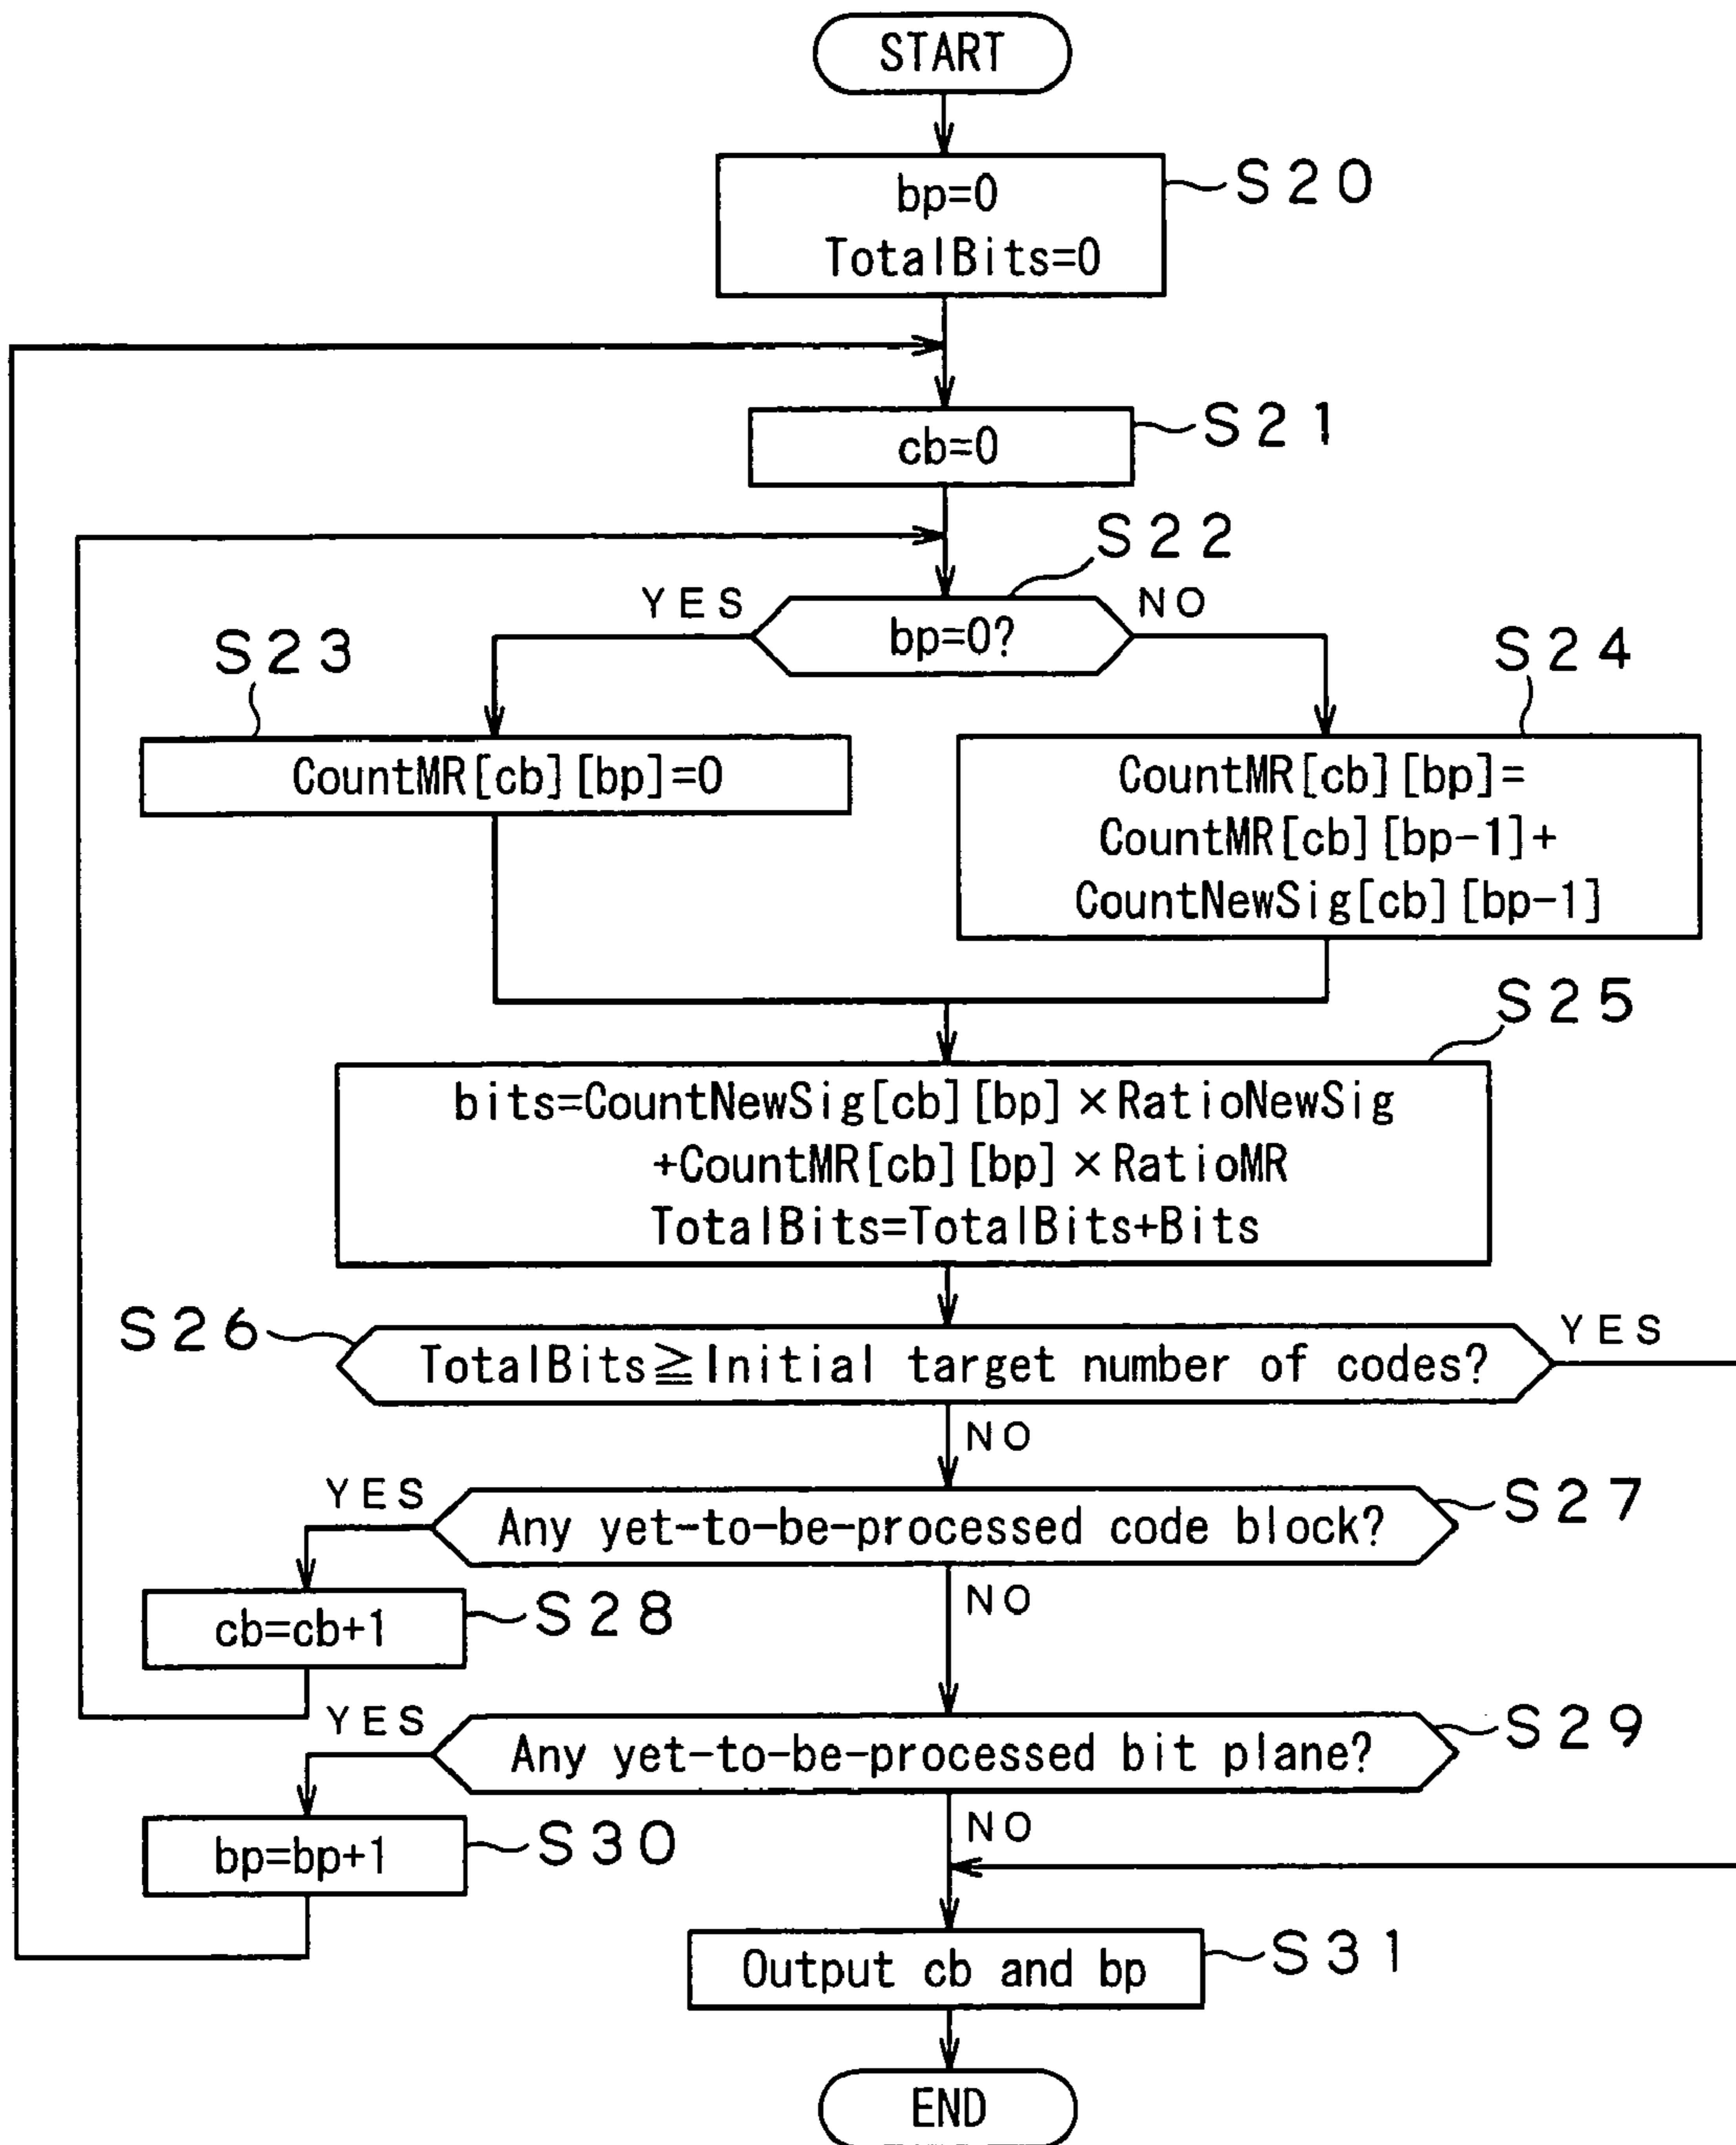 START
S20
bp=0
TotalBits=0
S21
cb=0
S22
YES
NO
bp=0?
S23
S24
CountMR[cb][bp]=0
CountMR[cb][bp]=
CountMR[cb][bp-1]+
CountNewSig[cb][bp-1]
S25
bits=CountNewSig[cb][bp]×RatioNewSig
+CountMR[cb][bp]×RatioMR
TotalBits=TotalBits+Bits
S26
YES
TotalBits≧Initial target number of codes?
NO
YES
S27
Any yet-to-be-processed code block?
NO
S28
cb=cb+1
YES
S29
Any yet-to-be-processed bit plane?
NO
S30
bp=bp+1
S31
Output cb and bp
END